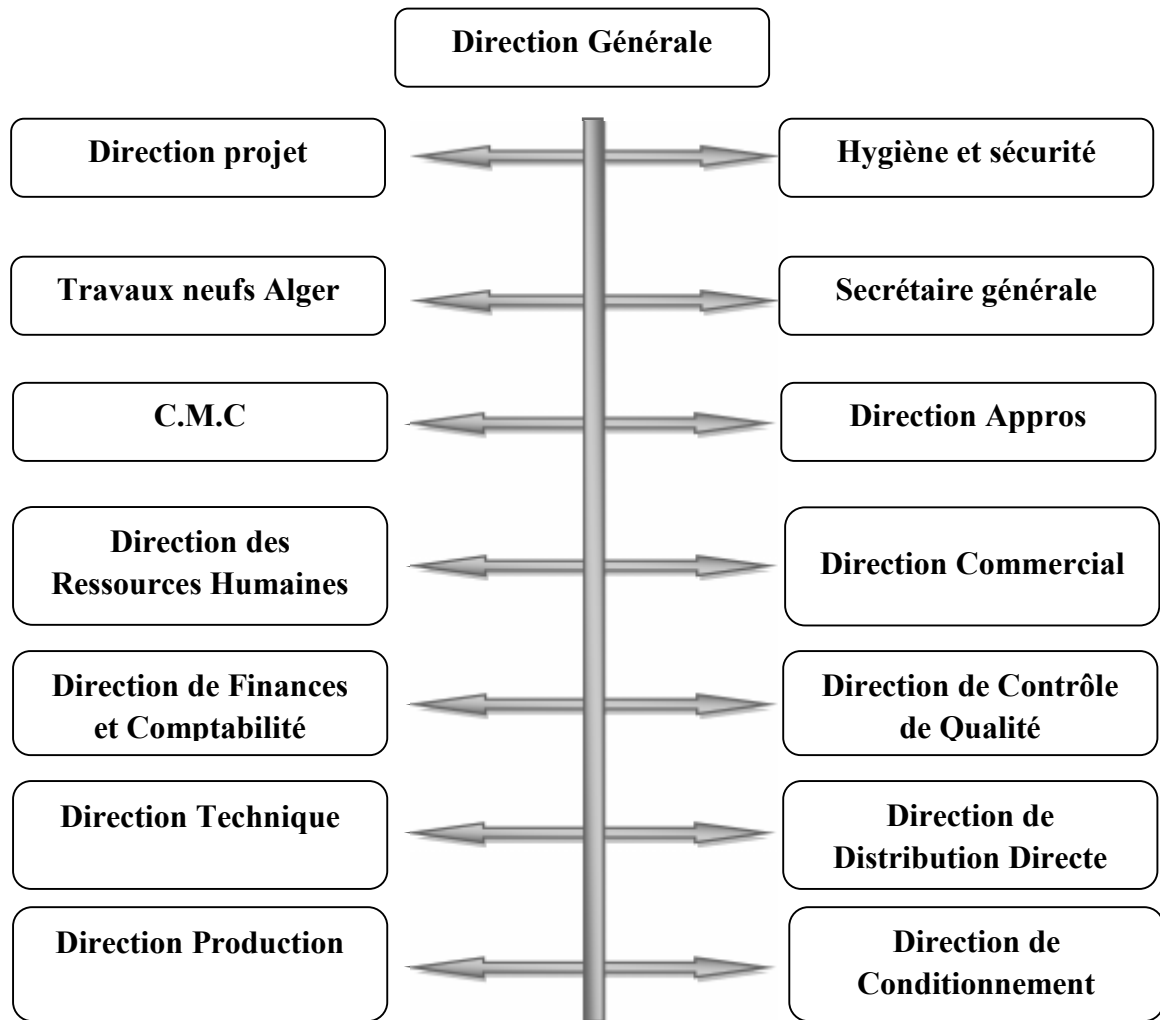 Direction Générale
Direction projet
Hygiène et sécurité
Travaux neufs Alger
Secrétaire générale
C.M.C
Direction Appros
Direction des
Ressources Humaines
Direction Commercial
Direction de Finances
et Comptabilité
Direction de Contrôle
de Qualité
Direction Technique
Direction de
Distribution Directe
Direction Production
Direction de
Conditionnement